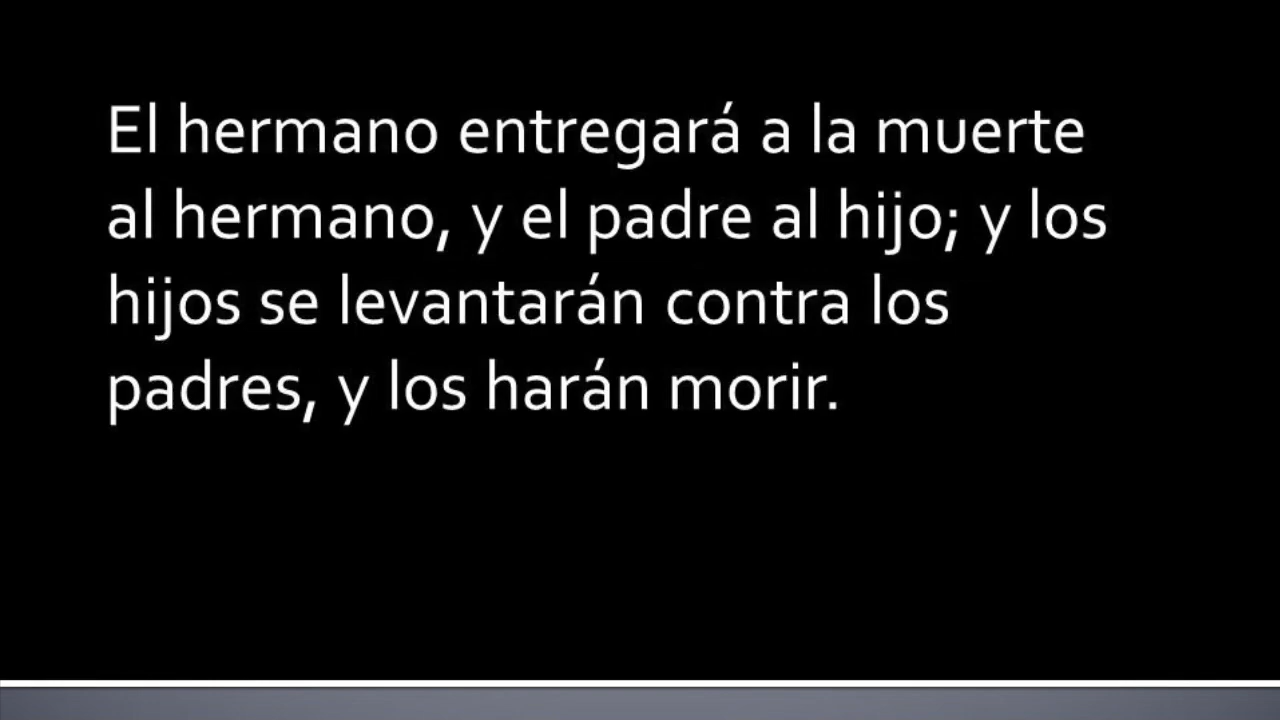 El hermano entregará a la muerte
al hermano, y el padre al hijo; y los
hijos se levantarán contra los
padres, y los harán morir.